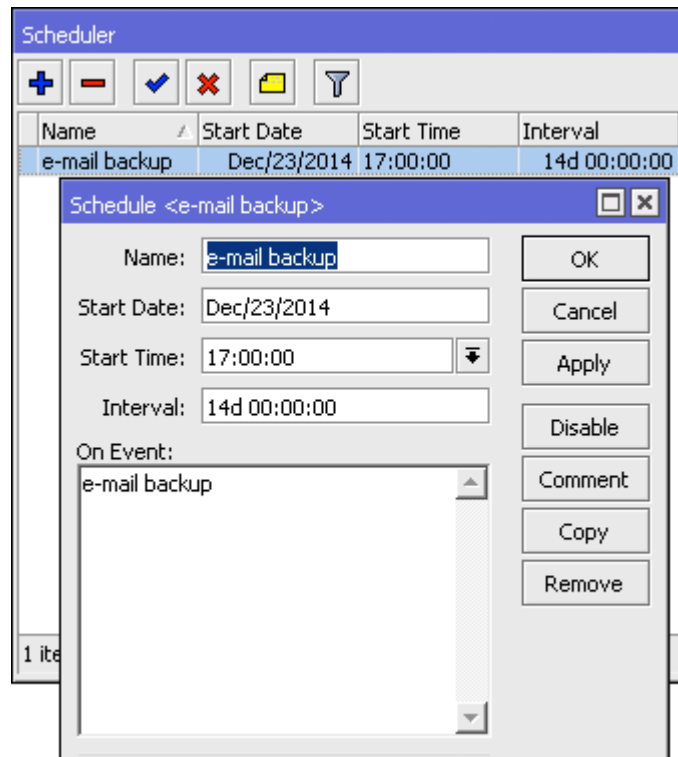 Scheduler
Name Start Date Start Time Interval
e-mail backup Dec/23/2014 17:00:00 14d 00:00:00
Schedule <e-mail backup>
Name: e-mail backup OK
Start Date: Dec/23/2014 Cancel
Start Time: 17:00:00 Apply
Interval: 14d 00:00:00 Disable
On Event:
e-mail backup Comment
Copy
Remove
1 ite